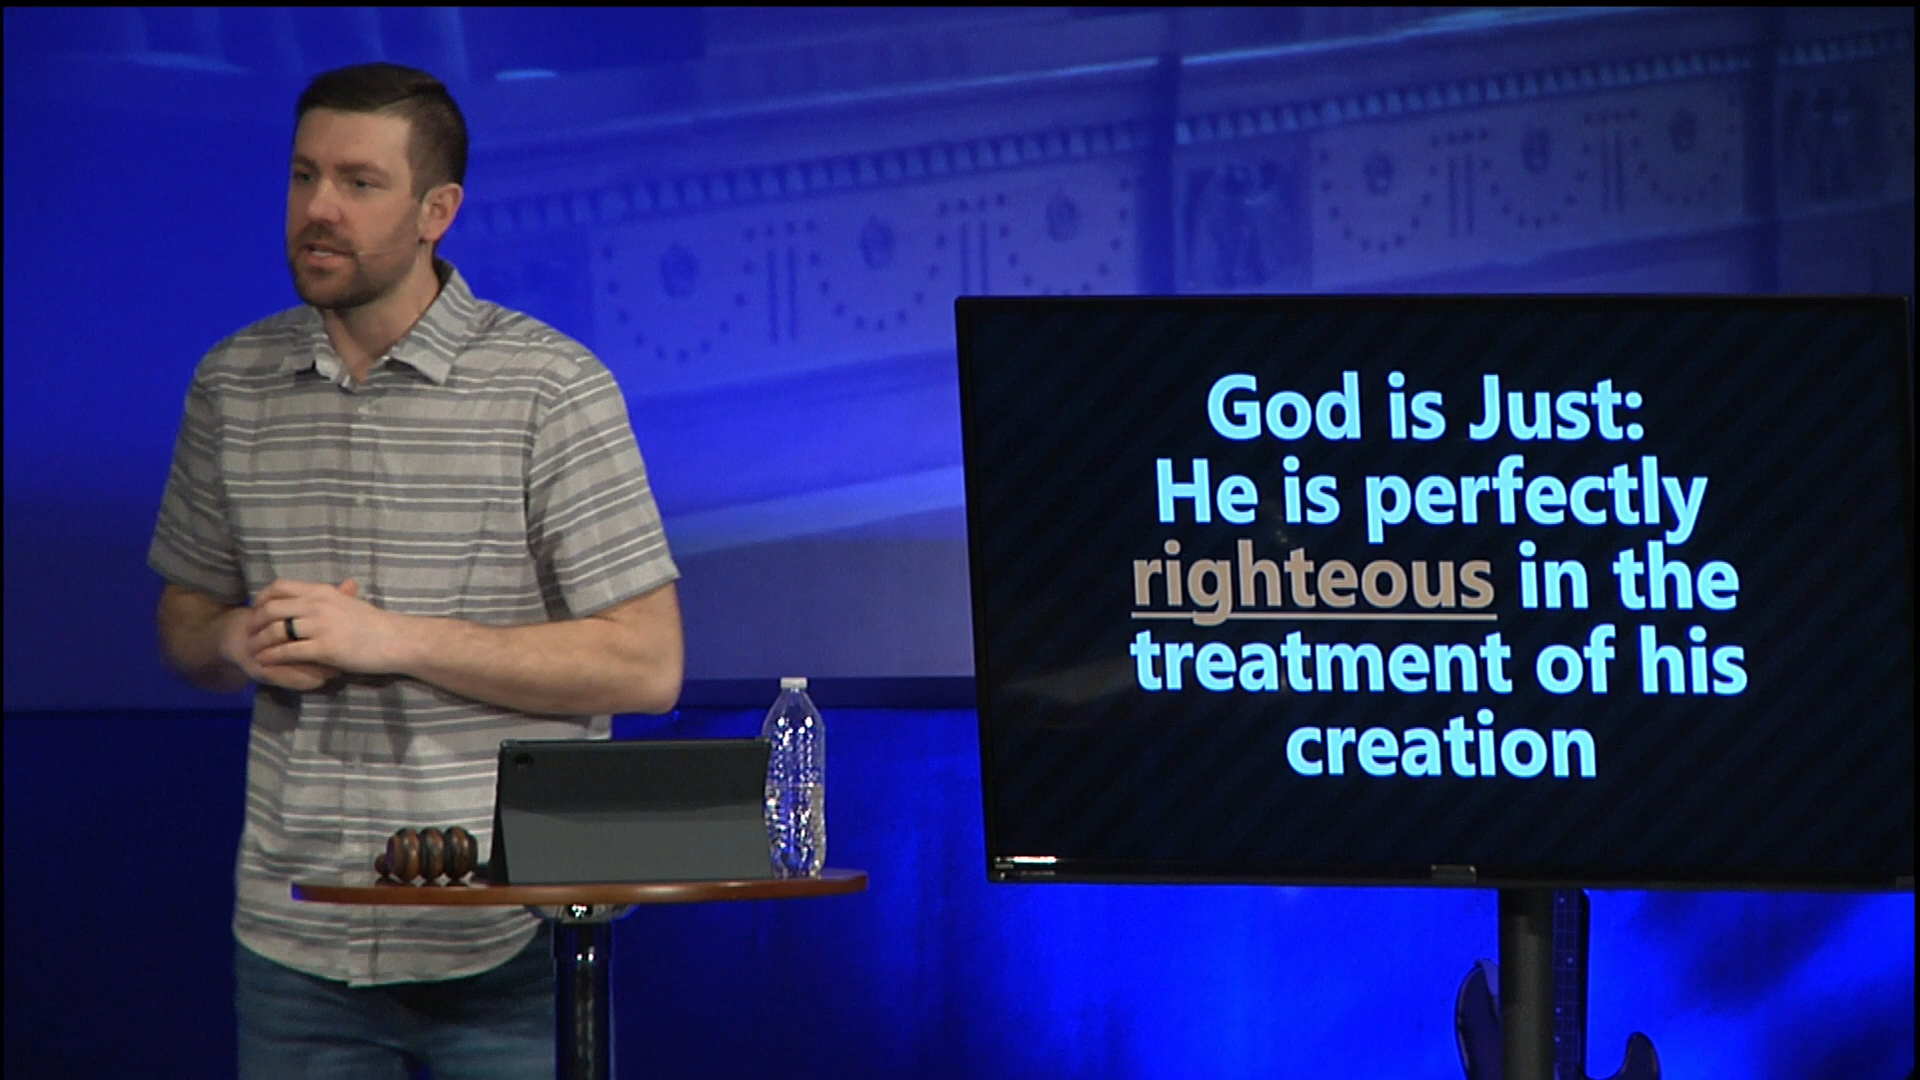 God is Just:
He is perfectly
righteous in the
treatment of his
creation